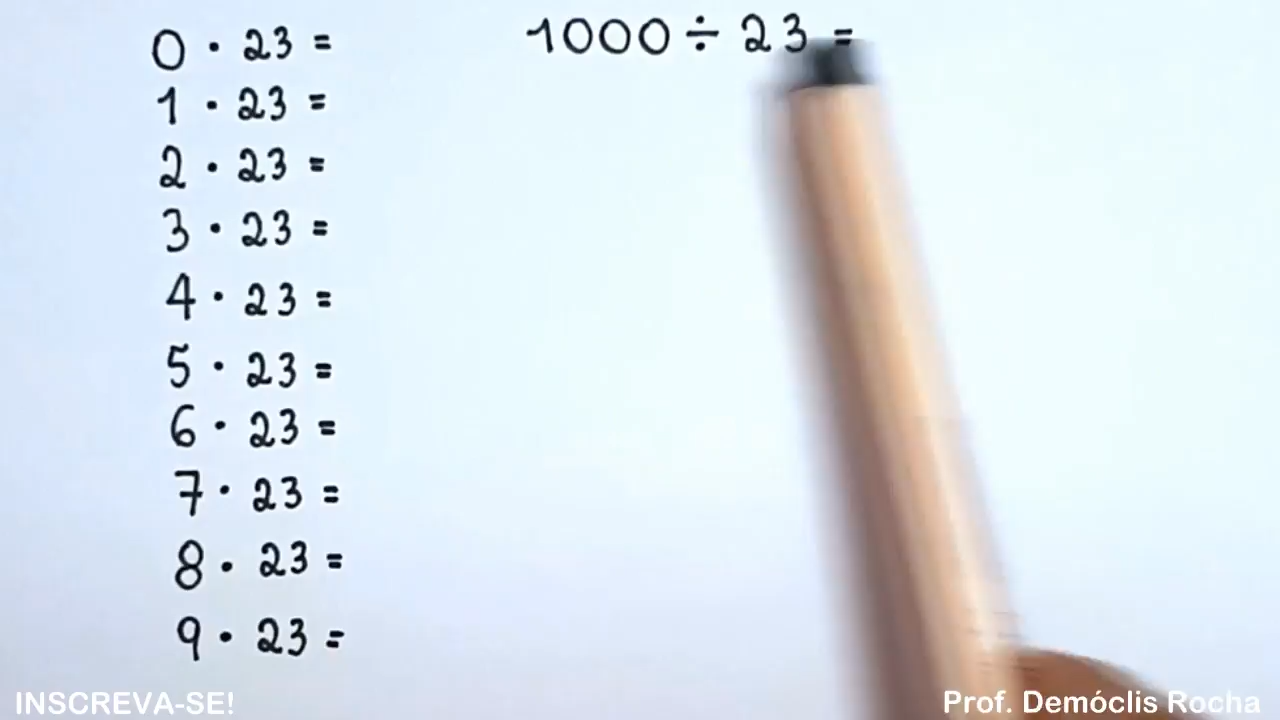 0 · 23 =
1 · 23 =
2 · 23 =
3 · 23 =
4 · 23 =
5 · 23 =
6 · 23 =
7 · 23 =
8 · 23 =
9 · 23 =
1000 ÷ 23 =
INSCREVA-SE!
Prof. Demóclis Rocha